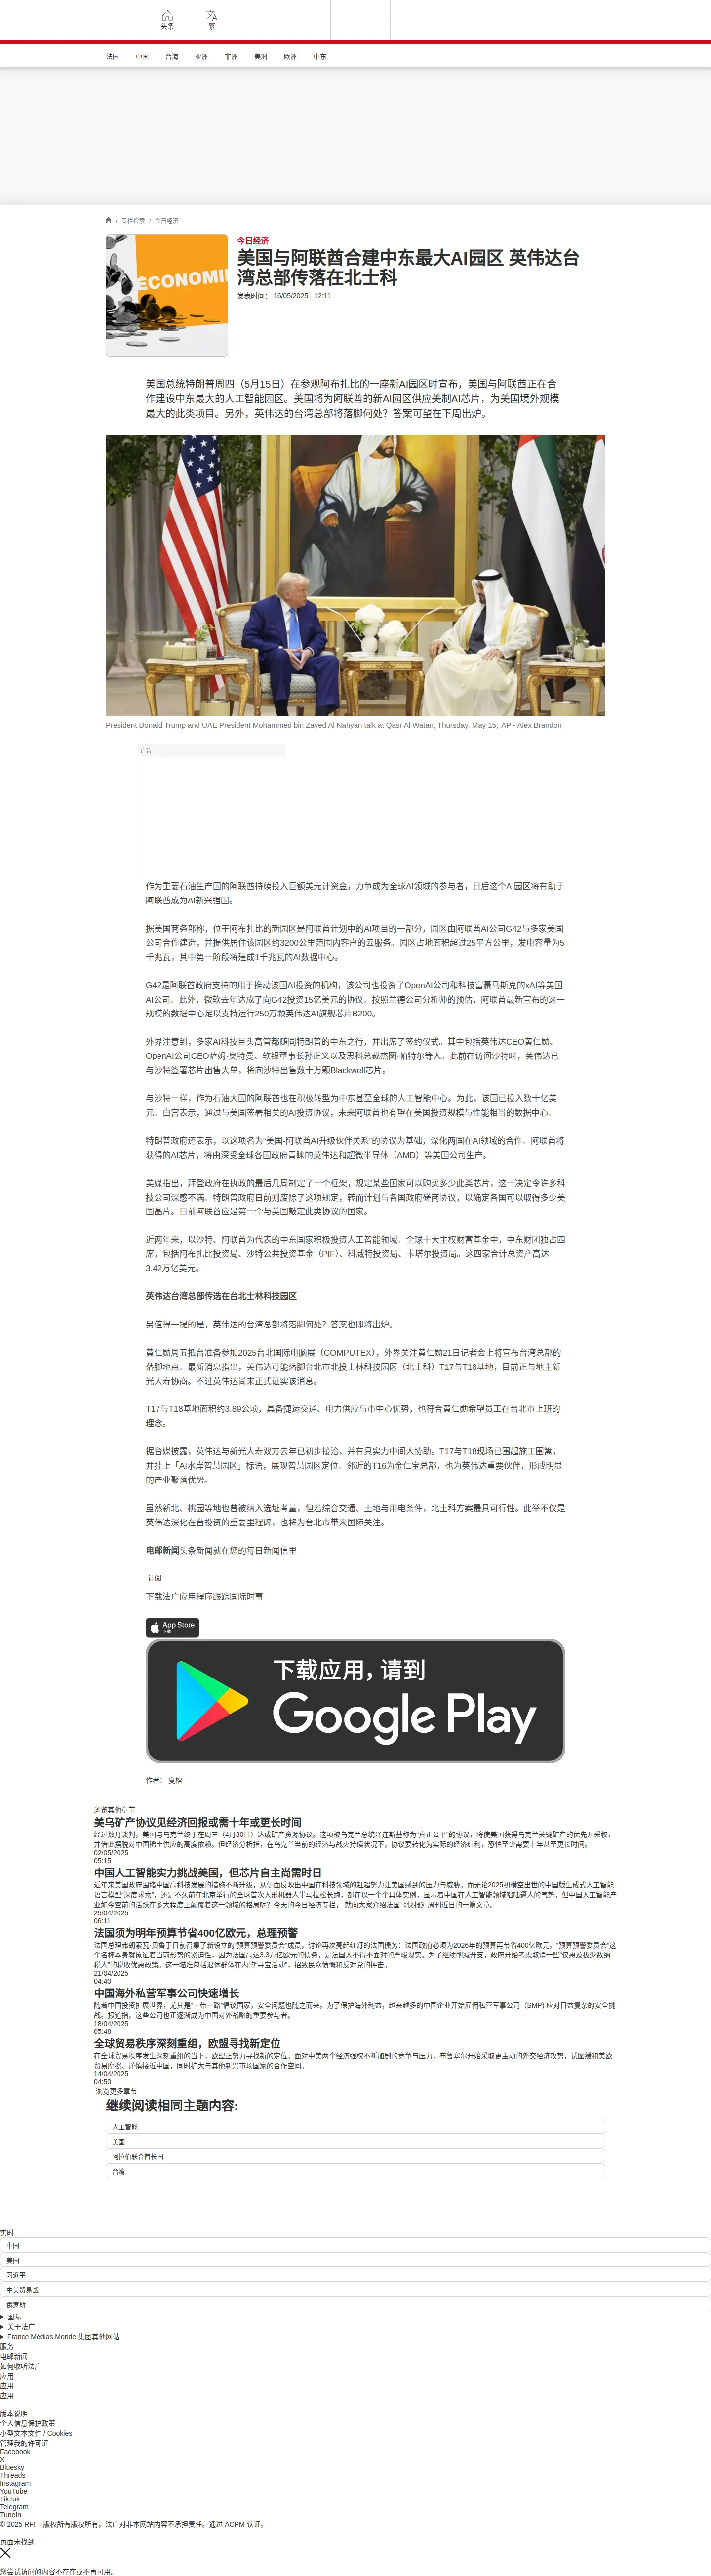 头条
繁
法国 中国 台海 亚洲 非洲 美洲 欧洲 中东
/ 专栏检索 / 今日经济
ECONOMIE
今日经济
美国与阿联酋合建中东最大AI园区 英伟达台
湾总部传落在北士科
发表时间： 16/05/2025 - 12:11
美国总统特朗普周四（5月15日）在参观阿布扎比的一座新AI园区时宣布，美国与阿联酋正在合
作建设中东最大的人工智能园区。美国将为阿联酋的新AI园区供应美制AI芯片，为美国境外规模
最大的此类项目。另外，英伟达的台湾总部将落脚何处？答案可望在下周出炉。
President Donald Trump and UAE President Mohammed bin Zayed Al Nahyan talk at Qasr Al Watan, Thursday, May 15, AP - Alex Brandon
广告
作为重要石油生产国的阿联酋持续投入巨额美元计资金，力争成为全球AI领域的参与者，日后这个AI园区将有助于
阿联酋成为AI新兴强国。
据美国商务部称，位于阿布扎比的新园区是阿联酋计划中的AI项目的一部分，园区由阿联酋AI公司G42与多家美国
公司合作建造，并提供居住该园区约3200公里范围内客户的云服务。园区占地面积超过25平方公里，发电容量为5
千兆瓦，其中第一阶段将建成1千兆瓦的AI数据中心。
G42是阿联酋政府支持的用于推动该国AI投资的机构，该公司也投资了OpenAI公司和科技富豪马斯克的xAI等美国
AI公司。此外，微软去年达成了向G42投资15亿美元的协议。按照兰德公司分析师的预估，阿联酋最新宣布的这一
规模的数据中心足以支持运行250万颗英伟达AI旗舰芯片B200。
外界注意到，多家AI科技巨头高管都随同特朗普的中东之行，并出席了签约仪式。其中包括英伟达CEO黄仁勋、
OpenAI公司CEO萨姆·奥特曼、软银董事长孙正义以及思科总裁杰图·帕特尔等人。此前在访问沙特时，英伟达已
与沙特签署芯片出售大单，将向沙特出售数十万颗Blackwell芯片。
与沙特一样，作为石油大国的阿联酋也在积极转型为中东甚至全球的人工智能中心。为此，该国已投入数十亿美
元。白宫表示，通过与美国签署相关的AI投资协议，未来阿联酋也有望在美国投资规模与性能相当的数据中心。
特朗普政府还表示，以这项名为“美国-阿联酋AI升级伙伴关系”的协议为基础，深化两国在AI领域的合作。阿联酋将
获得的AI芯片，将由深受全球各国政府青睐的英伟达和超微半导体（AMD）等美国公司生产。
美媒指出，拜登政府在执政的最后几周制定了一个框架，规定某些国家可以购买多少此类芯片，这一决定令许多科
技公司深感不满。特朗普政府日前则废除了这项规定，转而计划与各国政府磋商协议，以确定各国可以取得多少美
国晶片。目前阿联酋应是第一个与美国敲定此类协议的国家。
近两年来，以沙特、阿联酋为代表的中东国家积极投资人工智能领域。全球十大主权财富基金中，中东财团独占四
席，包括阿布扎比投资局、沙特公共投资基金（PIF）、科威特投资局、卡塔尔投资局。这四家合计总资产高达
3.42万亿美元。
英伟达台湾总部传选在台北士林科技园区
另值得一提的是，英伟达的台湾总部将落脚何处？答案也即将出炉。
黄仁勋周五抵台准备参加2025台北国际电脑展（COMPUTEX），外界关注黄仁勋21日记者会上将宣布台湾总部的
落脚地点。最新消息指出，英伟达可能落脚台北市北投士林科技园区（北士科）T17与T18基地，目前正与地主新
光人寿协商。不过英伟达尚未正式证实该消息。
T17与T18基地面积约3.89公顷，具备捷运交通、电力供应与市中心优势，也符合黄仁勋希望员工在台北市上班的
理念。
据台媒披露，英伟达与新光人寿双方去年已初步接洽，并有具实力中间人协助。T17与T18现场已围起施工围篱，
并挂上「AI水岸智慧园区」标语，展现智慧园区定位。邻近的T16为金仁宝总部，也为英伟达重要伙伴，形成明显
的产业聚落优势。
虽然新北、桃园等地也曾被纳入选址考量，但若综合交通、土地与用电条件，北士科方案最具可行性。此举不仅是
英伟达深化在台投资的重要里程碑，也将为台北市带来国际关注。
电邮新闻头条新闻就在您的每日新闻信里
订阅
下载法广应用程序跟踪国际时事
App Store
下载
下载应用，请到
Google Play
作者： 夏榕
浏览其他章节
美乌矿产协议见经济回报或需十年或更长时间
经过数月谈判，美国与乌克兰终于在周三（4月30日）达成矿产资源协议。这项被乌克兰总统泽连斯基称为“真正公平”的协议，将使美国获得乌克兰关键矿产的优先开采权，
并借此摆脱对中国稀土供应的高度依赖。但经济分析指，在乌克兰当前的经济与战火持续状况下，协议要转化为实际的经济红利，恐怕至少需要十年甚至更长时间。
02/05/2025
05:15
中国人工智能实力挑战美国，但芯片自主尚需时日
近年来美国政府围堵中国高科技发展的措施不断升级，从侧面反映出中国在科技领域的赶超努力让美国感到的压力与威胁。而无论2025初横空出世的中国版生成式人工智能
语言模型“深度求索”，还是不久前在北京举行的全球首次人形机器人半马拉松长跑，都在以一个个具体实例，显示着中国在人工智能领域咄咄逼人的气势。但中国人工智能产
业如今空前的活跃在多大程度上颠覆着这一领域的格局呢？今天的今日经济专栏， 就向大家介绍法国《快报》周刊近日的一篇文章。
25/04/2025
06:11
法国须为明年预算节省400亿欧元，总理预警
法国总理弗朗索瓦·贝鲁于日前召集了新设立的“预算预警委员会”成员，讨论再次亮起红灯的法国债务：法国政府必须为2026年的预算再节省400亿欧元。“预算预警委员会”这
个名称本身就象征着当前形势的紧迫性，因为法国高达3.3万亿欧元的债务，是法国人不得不面对的严峻现实。为了继续削减开支，政府开始考虑取消一些“仅惠及极少数纳
税人”的税收优惠政策。这一瞄准包括退休群体在内的“寻宝活动”，招致民众愤慨和反对党的抨击。
21/04/2025
04:40
中国海外私营军事公司快速增长
随着中国投资扩展世界，尤其是“一带一路”倡议国家，安全问题也随之而来。为了保护海外利益，越来越多的中国企业开始雇佣私营军事公司（SMP) 应对日益复杂的安全挑
战。报道指，这些公司也正逐渐成为中国对外战略的重要参与者。
18/04/2025
05:48
全球贸易秩序深刻重组，欧盟寻找新定位
在全球贸易秩序发生深刻重组的当下，欧盟正努力寻找新的定位。面对中美两个经济强权不断加剧的竞争与压力，布鲁塞尔开始采取更主动的外交经济攻势，试图缓和美欧
贸易摩擦、谨慎接近中国，同时扩大与其他新兴市场国家的合作空间。
14/04/2025
04:50
浏览更多章节
继续阅读相同主题内容:
人工智能
美国
阿拉伯联合酋长国
台湾
实时
中国
美国
习近平
中美贸易战
俄罗斯
国际
关于法广
France Médias Monde 集团其他网站
服务
电邮新闻
如何收听法广
应用
应用
应用
版本说明
个人信息保护政策
小型文本文件 / Cookies
管理我的许可证
Facebook
X
Bluesky
Threads
Instagram
YouTube
TikTok
Telegram
TuneIn
© 2025 RFI – 版权所有版权所有。法广对非本网站内容不承担责任。通过 ACPM 认证。
页面未找到
您尝试访问的内容不存在或不再可用。